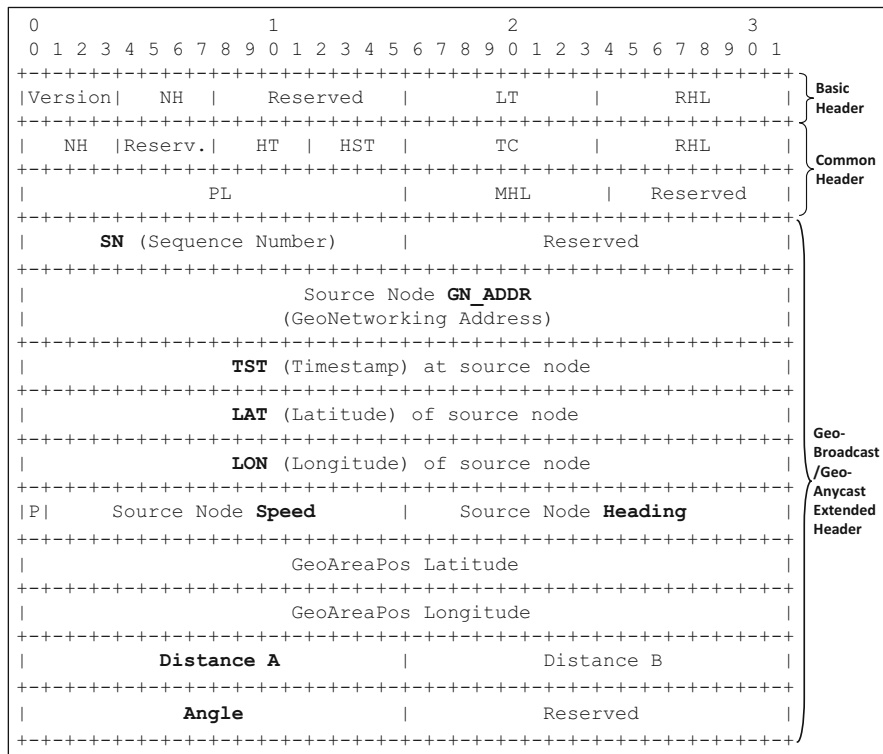 0                   1                   2                   3
0 1 2 3 4 5 6 7 8 9 0 1 2 3 4 5 6 7 8 9 0 1 2 3 4 5 6 7 8 9 0 1
+-+-+-+-+-+-+-+-+-+-+-+-+-+-+-+-+-+-+-+-+-+-+-+-+-+-+-+-+-+-+-+-+
|Version|  NH   |   Reserved    |      LT       |      RHL      |
+-+-+-+-+-+-+-+-+-+-+-+-+-+-+-+-+-+-+-+-+-+-+-+-+-+-+-+-+-+-+-+-+
Basic
Header
|  NH   |Reserv.|  HT   |  HST  |      TC       |      RHL      |
+-+-+-+-+-+-+-+-+-+-+-+-+-+-+-+-+-+-+-+-+-+-+-+-+-+-+-+-+-+-+-+-+
|              PL               |      MHL      |   Reserved    |
+-+-+-+-+-+-+-+-+-+-+-+-+-+-+-+-+-+-+-+-+-+-+-+-+-+-+-+-+-+-+-+-+
Common
Header
|      SN (Sequence Number)     |           Reserved            |
+-+-+-+-+-+-+-+-+-+-+-+-+-+-+-+-+-+-+-+-+-+-+-+-+-+-+-+-+-+-+-+-+
|                      Source Node GN_ADDR                      |
|                    (GeoNetworking Address)                    |
+-+-+-+-+-+-+-+-+-+-+-+-+-+-+-+-+-+-+-+-+-+-+-+-+-+-+-+-+-+-+-+-+
|                 TST (Timestamp) at source node                |
+-+-+-+-+-+-+-+-+-+-+-+-+-+-+-+-+-+-+-+-+-+-+-+-+-+-+-+-+-+-+-+-+
|                 LAT (Latitude) of source node                 |
+-+-+-+-+-+-+-+-+-+-+-+-+-+-+-+-+-+-+-+-+-+-+-+-+-+-+-+-+-+-+-+-+
|                 LON (Longitude) of source node                |
+-+-+-+-+-+-+-+-+-+-+-+-+-+-+-+-+-+-+-+-+-+-+-+-+-+-+-+-+-+-+-+-+
|P|     Source Node Speed       |      Source Node Heading      |
+-+-+-+-+-+-+-+-+-+-+-+-+-+-+-+-+-+-+-+-+-+-+-+-+-+-+-+-+-+-+-+-+
|                      GeoAreaPos Latitude                      |
+-+-+-+-+-+-+-+-+-+-+-+-+-+-+-+-+-+-+-+-+-+-+-+-+-+-+-+-+-+-+-+-+
|                      GeoAreaPos Longitude                     |
+-+-+-+-+-+-+-+-+-+-+-+-+-+-+-+-+-+-+-+-+-+-+-+-+-+-+-+-+-+-+-+-+
|           Distance A          |           Distance B          |
+-+-+-+-+-+-+-+-+-+-+-+-+-+-+-+-+-+-+-+-+-+-+-+-+-+-+-+-+-+-+-+-+
|             Angle             |           Reserved            |
+-+-+-+-+-+-+-+-+-+-+-+-+-+-+-+-+-+-+-+-+-+-+-+-+-+-+-+-+-+-+-+-+
Geo-
Broadcast
/Geo-
Anycast
Extended
Header